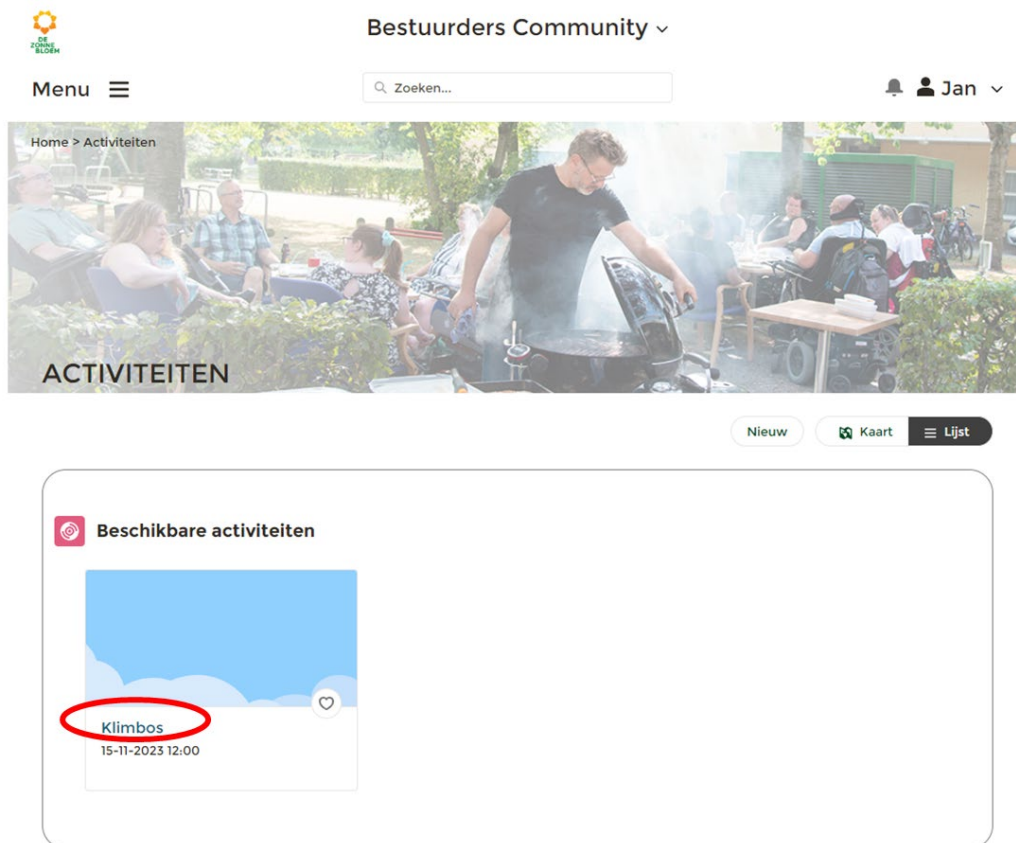 DE
ZONNE
BLOEM
Bestuurders Community
Menu
Zoeken...
Jan
Home > Activiteiten
ACTIVITEITEN
Nieuw
Kaart
Lijst
Beschikbare activiteiten
Klimbos
15-11-2023 12:00